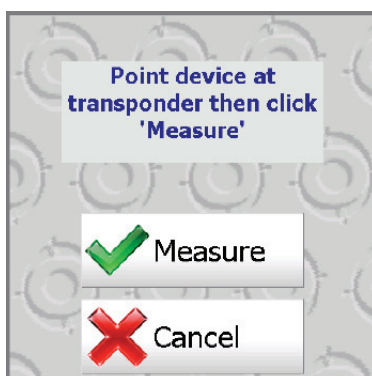 Point device at
transponder then click
'Measure'
Measure
Cancel